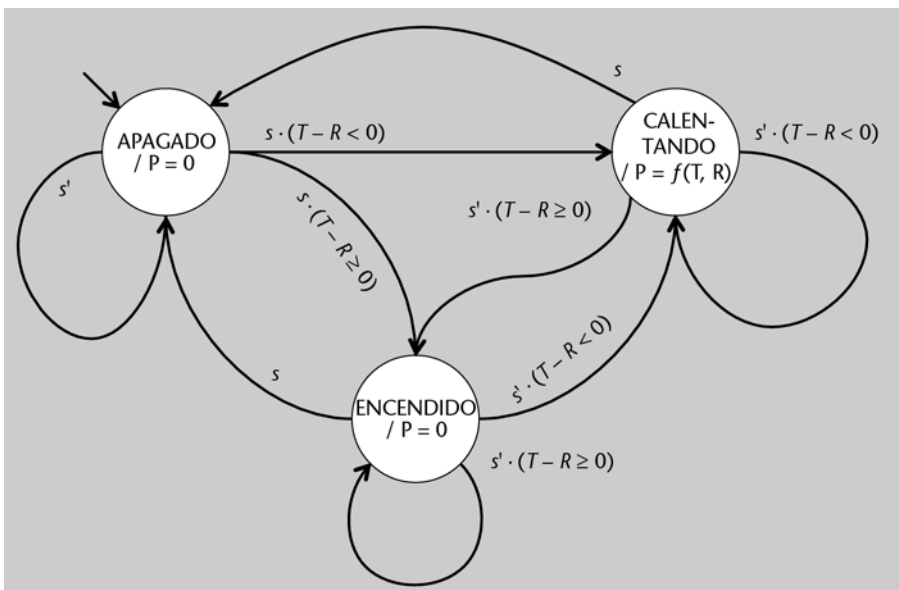 s
APAGADO
/ P = 0
s · (T – R < 0)
CALEN-
TANDO
/ P = f(T, R)
s' · (T – R < 0)
s'
s · (T – R ≥ 0)
s' · (T – R ≥ 0)
s
s' · (T – R < 0)
ENCENDIDO
/ P = 0
s' · (T – R ≥ 0)